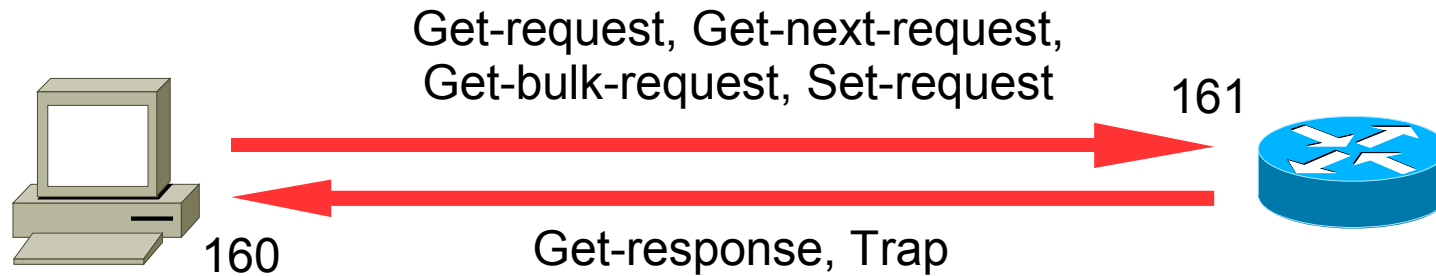 Get-request, Get-next-request,
Get-bulk-request, Set-request
161
160
Get-response, Trap